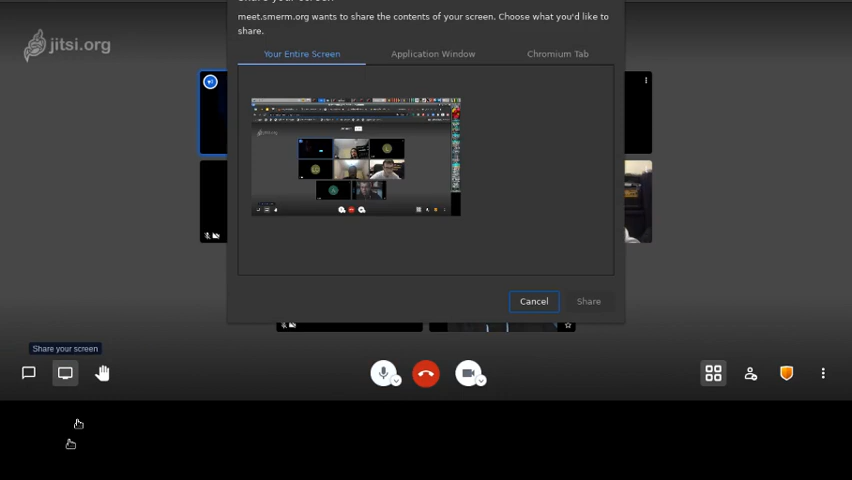 jitsi.org
meet.smerm.org wants to share the contents of your screen. Choose what you'd like to
share.
Your Entire Screen
Application Window
Chromium Tab
Cancel
Share
Share your screen